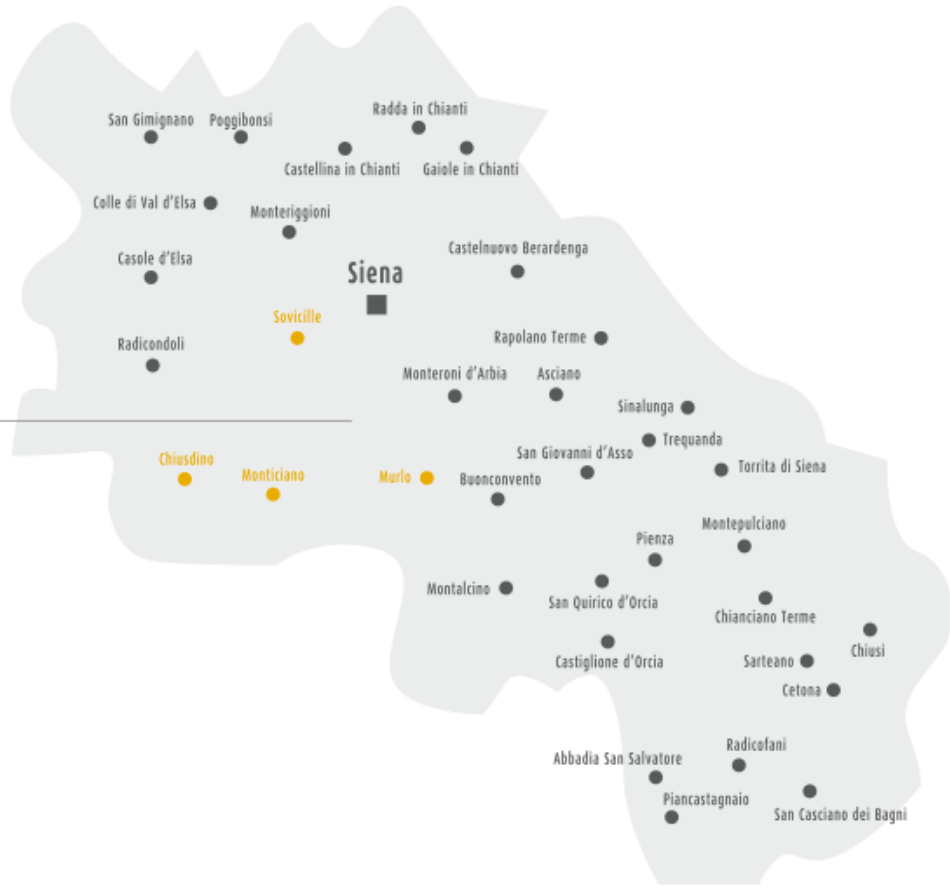 Radda in Chianti
San Gimignano
Poggibonsi
Castellina in Chianti
Gaiole in Chianti
Colle di Val d'Elsa
Monteriggioni
Castelnuovo Berardenga
Casole d'Elsa
Siena
Sovicille
Rapolano Terme
Radicondoli
Monteroni d'Arbia
Asciano
Sinalunga
Trequanda
San Giovanni d'Asso
Chiusdino
Torrita di Siena
Monticiano
Murlo
Buonconvento
Montepulciano
Pienza
Montalcino
San Quirico d'Orcia
Chianciano Terme
Chiusi
Castiglione d'Orcia
Sarteano
Cetona
Radicofani
Abbadia San Salvatore
Piancastagnaio
San Casciano dei Bagni